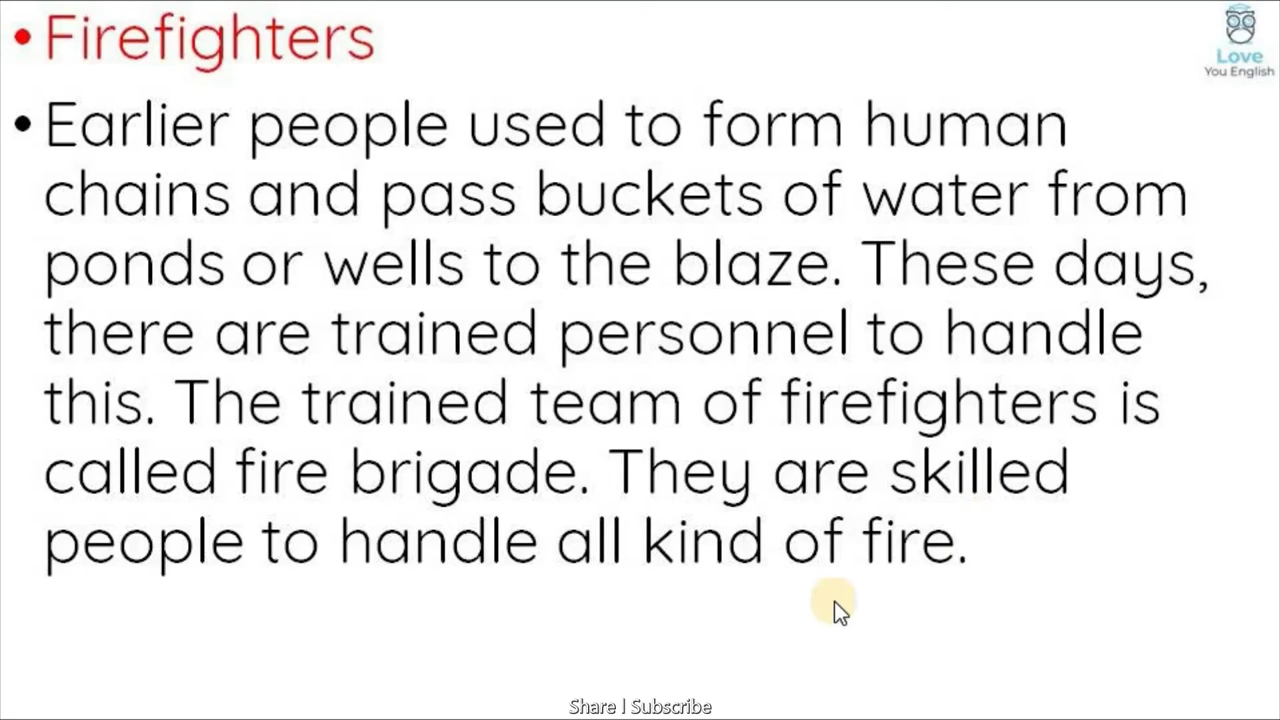 • Firefighters
Love
You English
• Earlier people used to form human
chains and pass buckets of water from
ponds or wells to the blaze. These days,
there are trained personnel to handle
this. The trained team of firefighters is
called fire brigade. They are skilled
people to handle all kind of fire.
Share | Subscribe